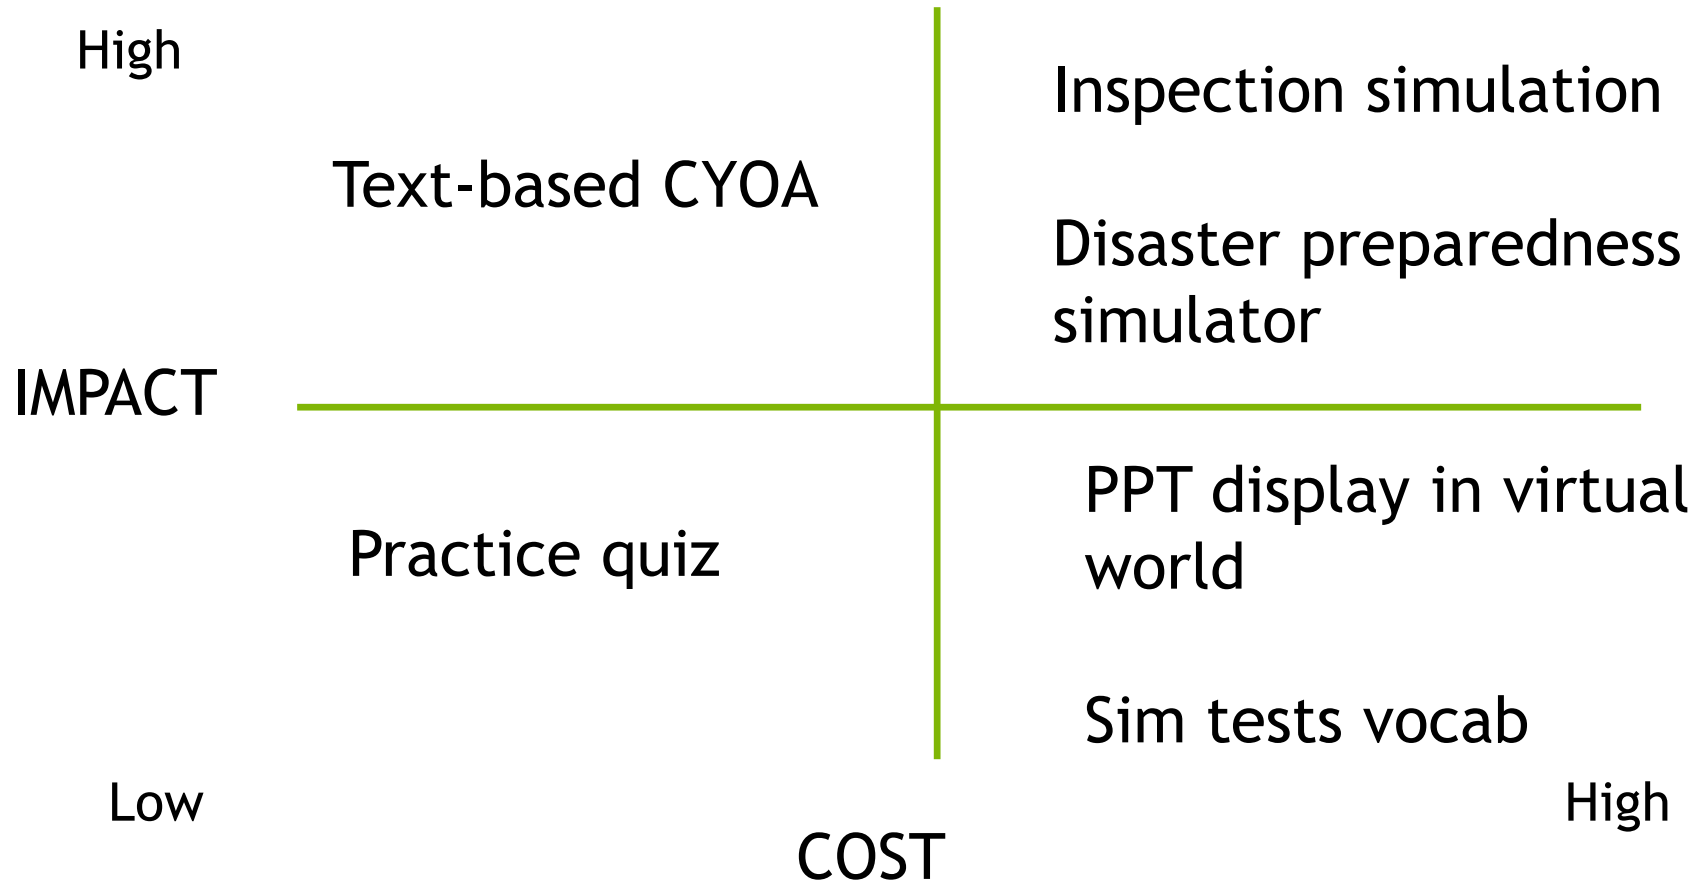 High
Inspection simulation
Text-based CYOA
Disaster preparedness
simulator
IMPACT
PPT display in virtual
world
Practice quiz
Sim tests vocab
Low
High
COST